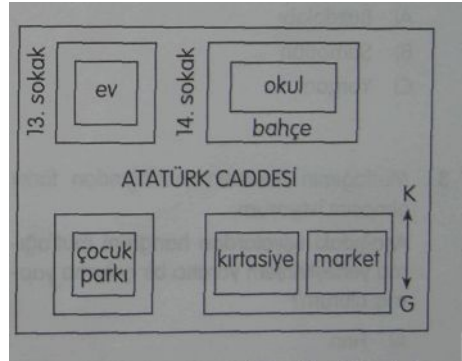 13. sokak
ev
14. sokak
okul
bahçe
ATATÜRK CADDESİ
K
çocuk
parkı
kırtasiye
market
G